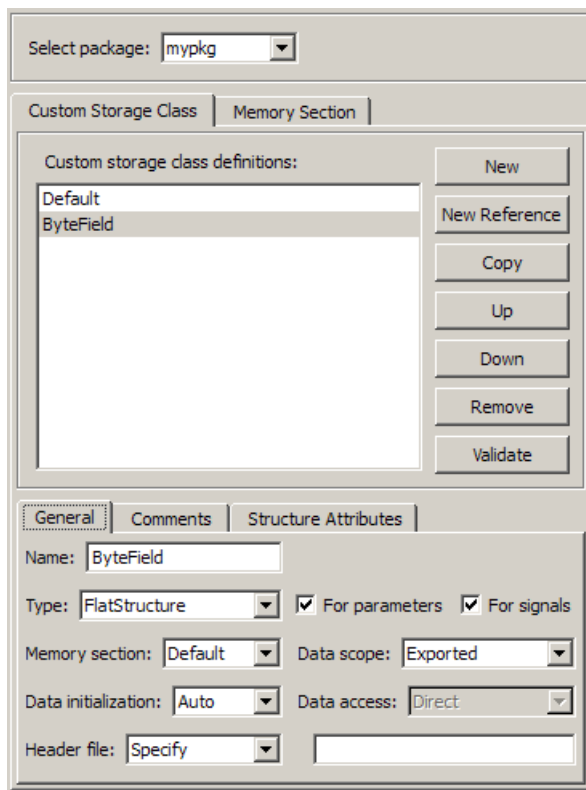 Select package: mypkg
Custom Storage Class Memory Section
Custom storage class definitions:
Default
ByteField
New
New Reference
Copy
Up
Down
Remove
Validate
General Comments Structure Attributes
Name: ByteField
Type: FlatStructure For parameters For signals
Memory section: Default Data scope: Exported
Data initialization: Auto Data access: Direct
Header file: Specify